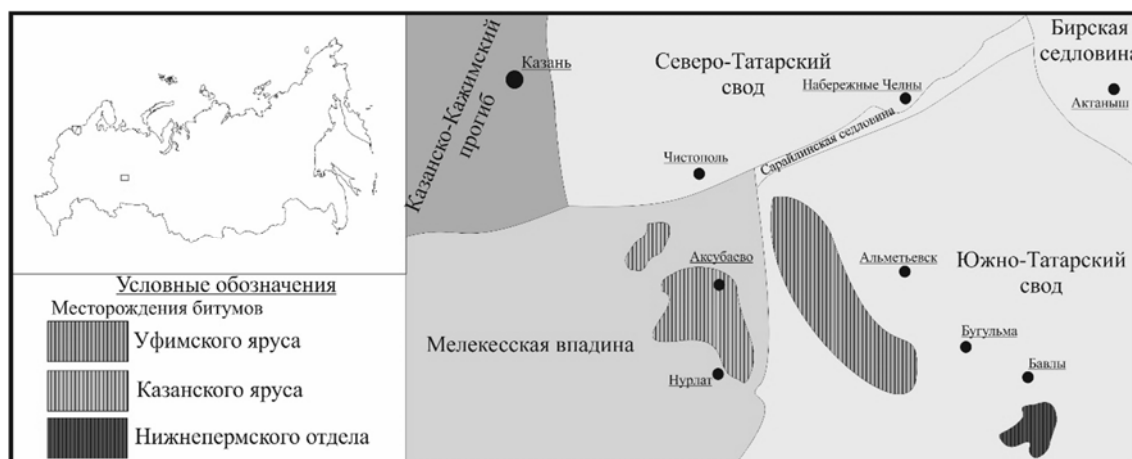 Условные обозначения
Месторождения битумов
Уфимского яруса
Казанского яруса
Нижнепермского отдела
Казанско-Кажимский
прогиб
Казань
Северо-Татарский
свод
Набережные Челны
Бирская
седловина
Актаныш
Сарайлинская седловина
Чистополь
Аксубаево
Альметьевск
Южно-Татарский
свод
Мелекесская впадина
Нурлат
Бугульма
Бавлы